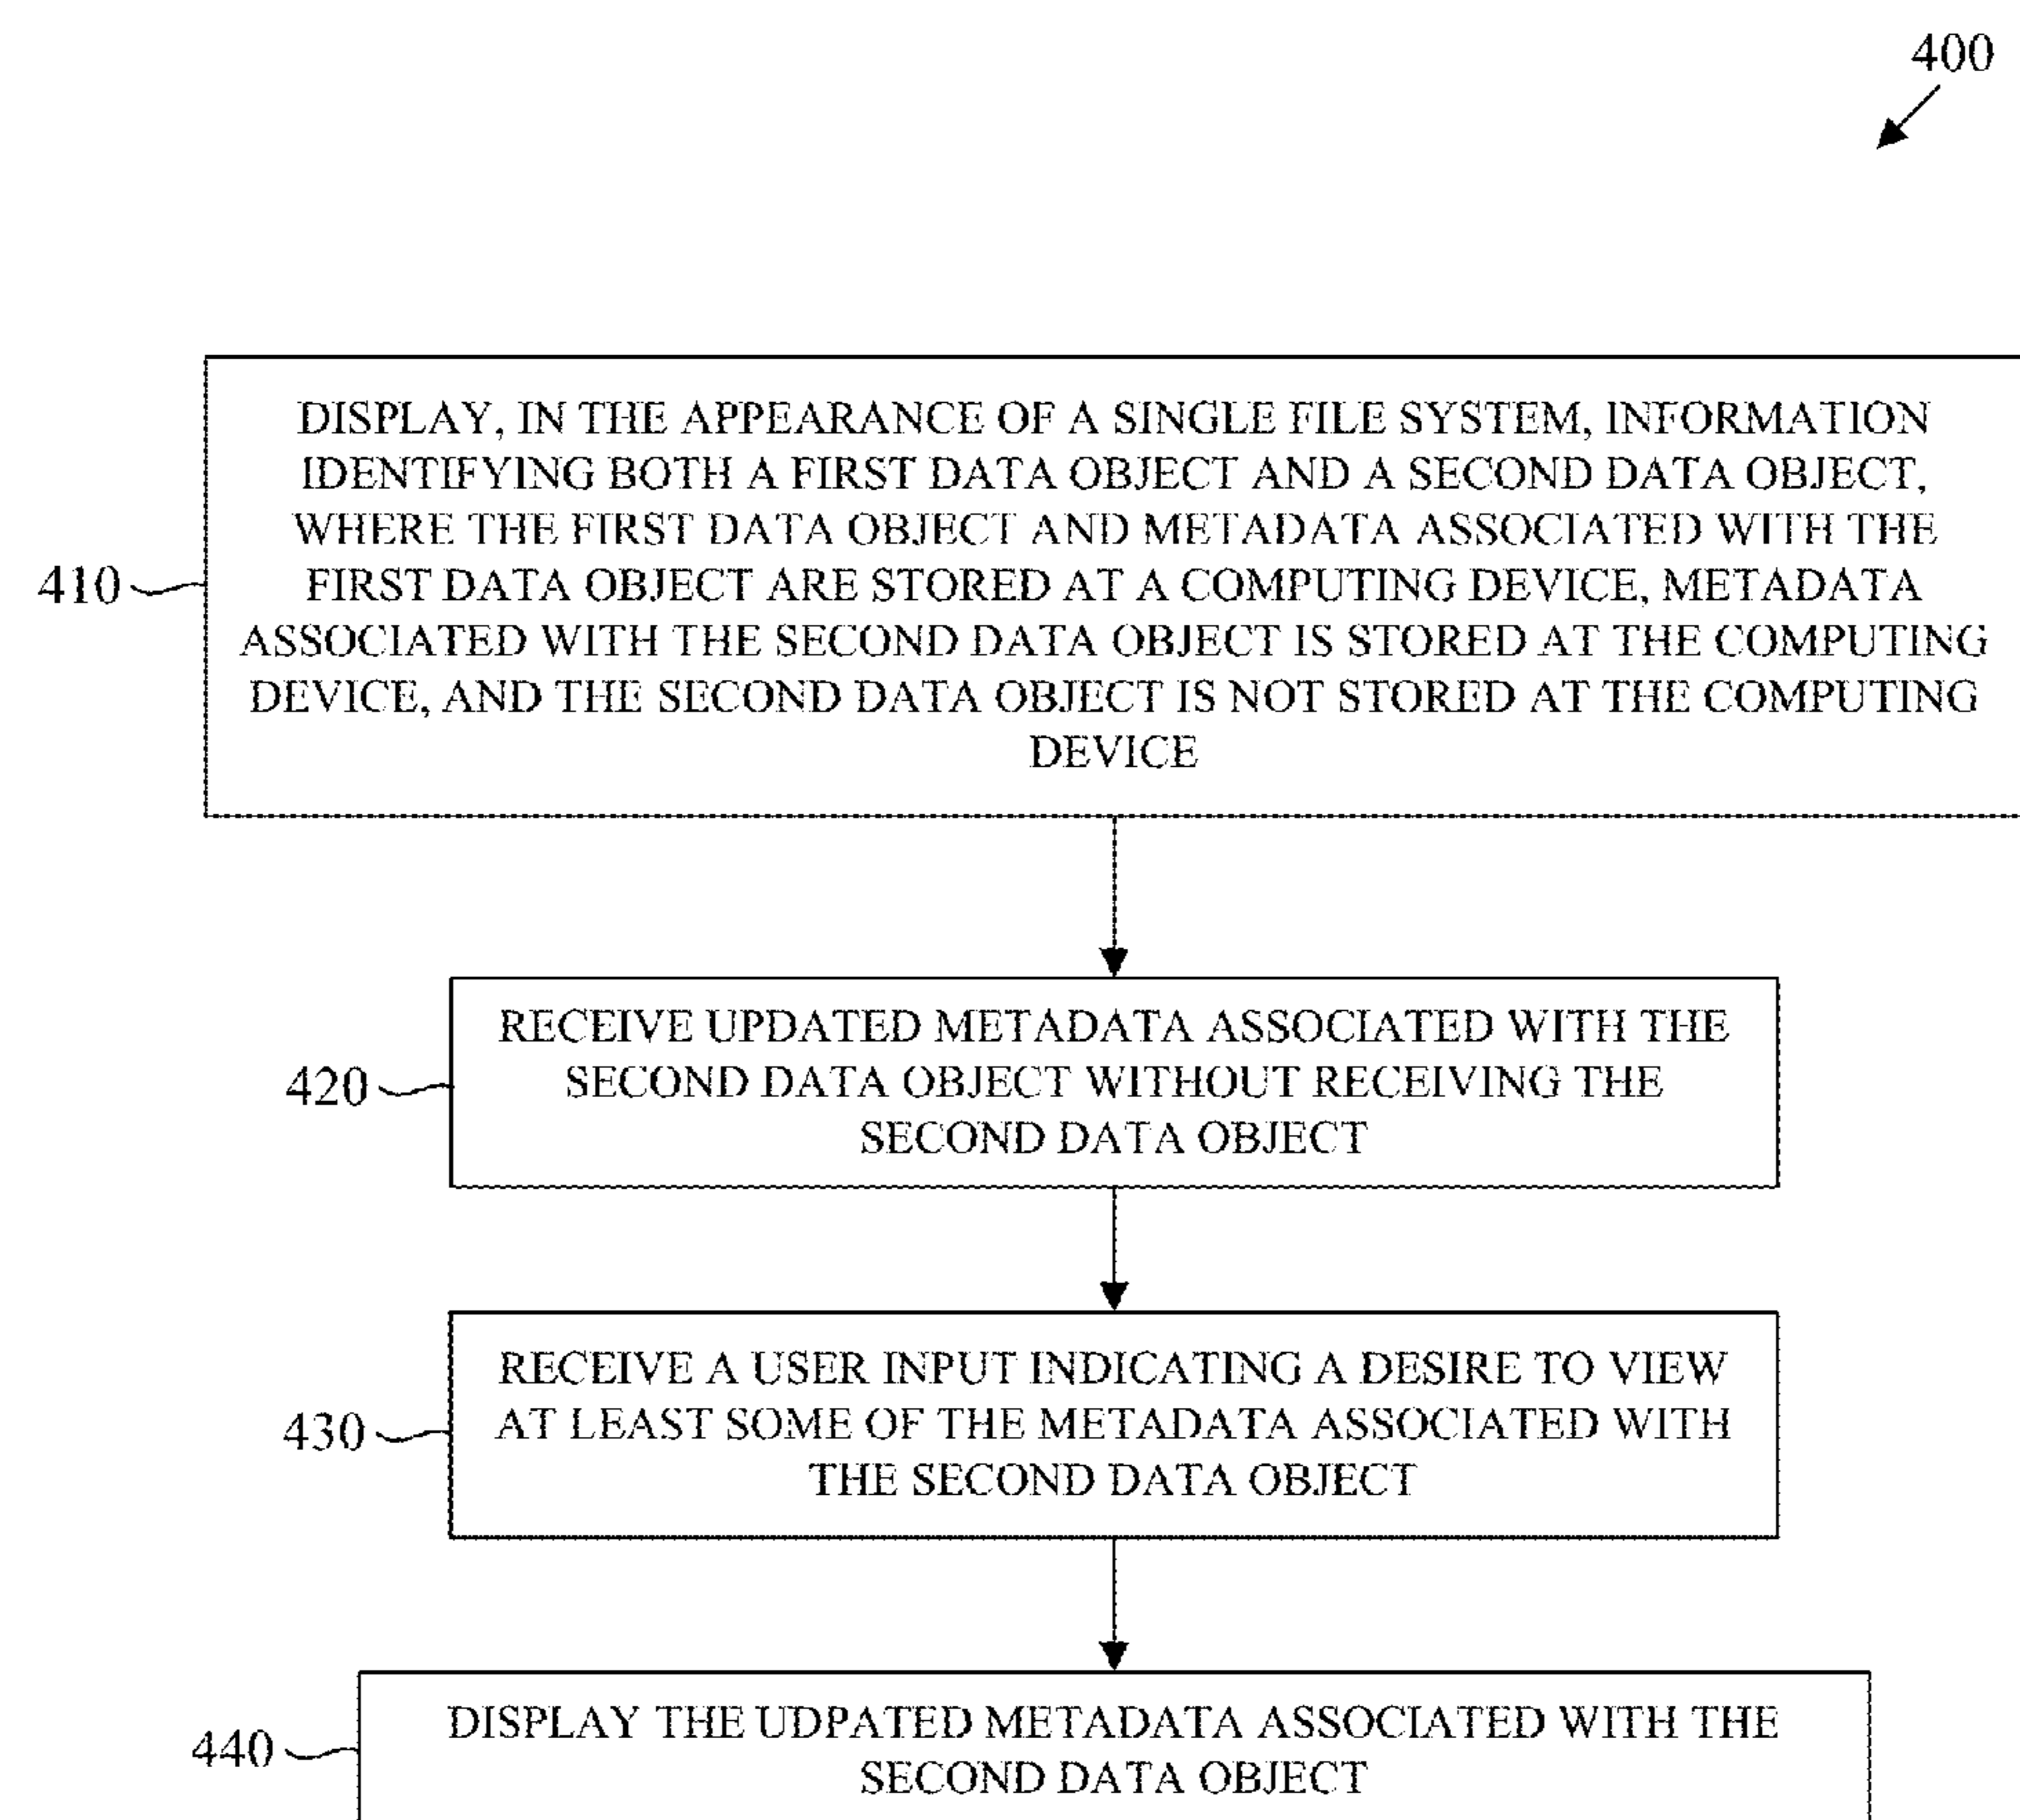 400
DISPLAY, IN THE APPEARANCE OF A SINGLE FILE SYSTEM, INFORMATION
IDENTIFYING BOTH A FIRST DATA OBJECT AND A SECOND DATA OBJECT,
WHERE THE FIRST DATA OBJECT AND METADATA ASSOCIATED WITH THE
FIRST DATA OBJECT ARE STORED AT A COMPUTING DEVICE, METADATA
ASSOCIATED WITH THE SECOND DATA OBJECT IS STORED AT THE COMPUTING
DEVICE, AND THE SECOND DATA OBJECT IS NOT STORED AT THE COMPUTING
DEVICE
410
RECEIVE UPDATED METADATA ASSOCIATED WITH THE
SECOND DATA OBJECT WITHOUT RECEIVING THE
SECOND DATA OBJECT
420
RECEIVE A USER INPUT INDICATING A DESIRE TO VIEW
AT LEAST SOME OF THE METADATA ASSOCIATED WITH
THE SECOND DATA OBJECT
430
DISPLAY THE UDPATED METADATA ASSOCIATED WITH THE
SECOND DATA OBJECT
440